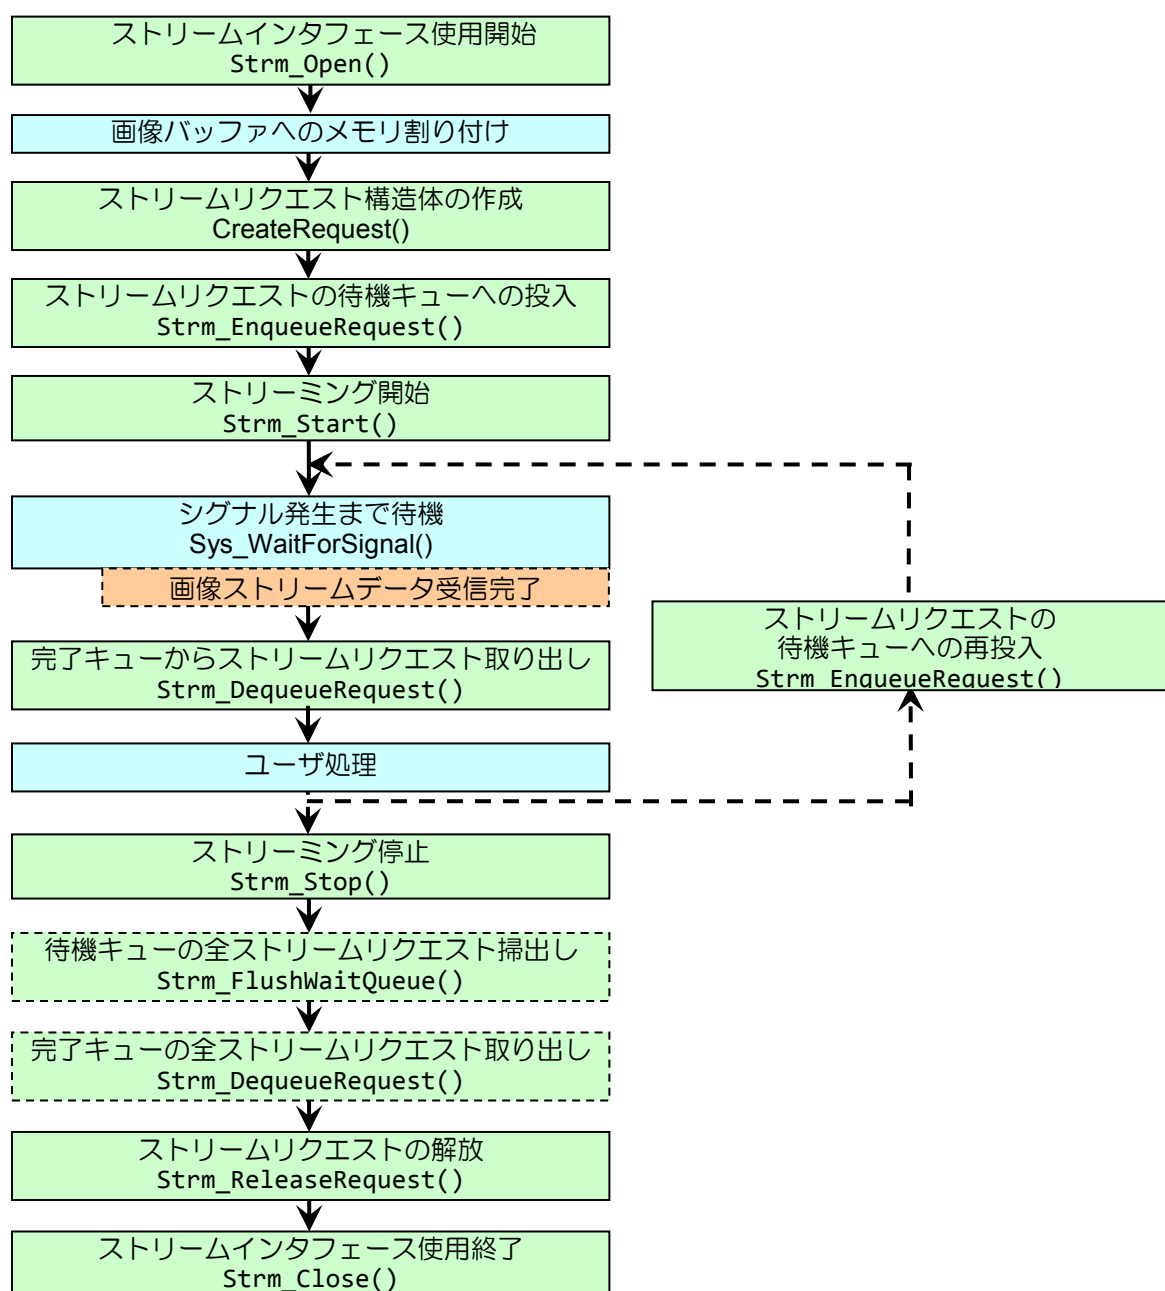 ストリームインタフェース使用開始
Strm_Open()
画像バッファへのメモリ割り付け
ストリームリクエスト構造体の作成
CreateRequest()
ストリームリクエストの待機キューへの投入
Strm_EnqueueRequest()
ストリーミング開始
Strm_Start()
シグナル発生まで待機
Sys_WaitForSignal()
画像ストリームデータ受信完了
完了キューからストリームリクエスト取り出し
Strm_DequeueRequest()
ユーザ処理
ストリームリクエストの
待機キューへの再投入
Strm_EnqueueRequest()
ストリーミング停止
Strm_Stop()
待機キューの全ストリームリクエスト掃出し
Strm_FlushWaitQueue()
完了キューの全ストリームリクエスト取り出し
Strm_DequeueRequest()
ストリームリクエストの解放
Strm_ReleaseRequest()
ストリームインタフェース使用終了
Strm_Close()